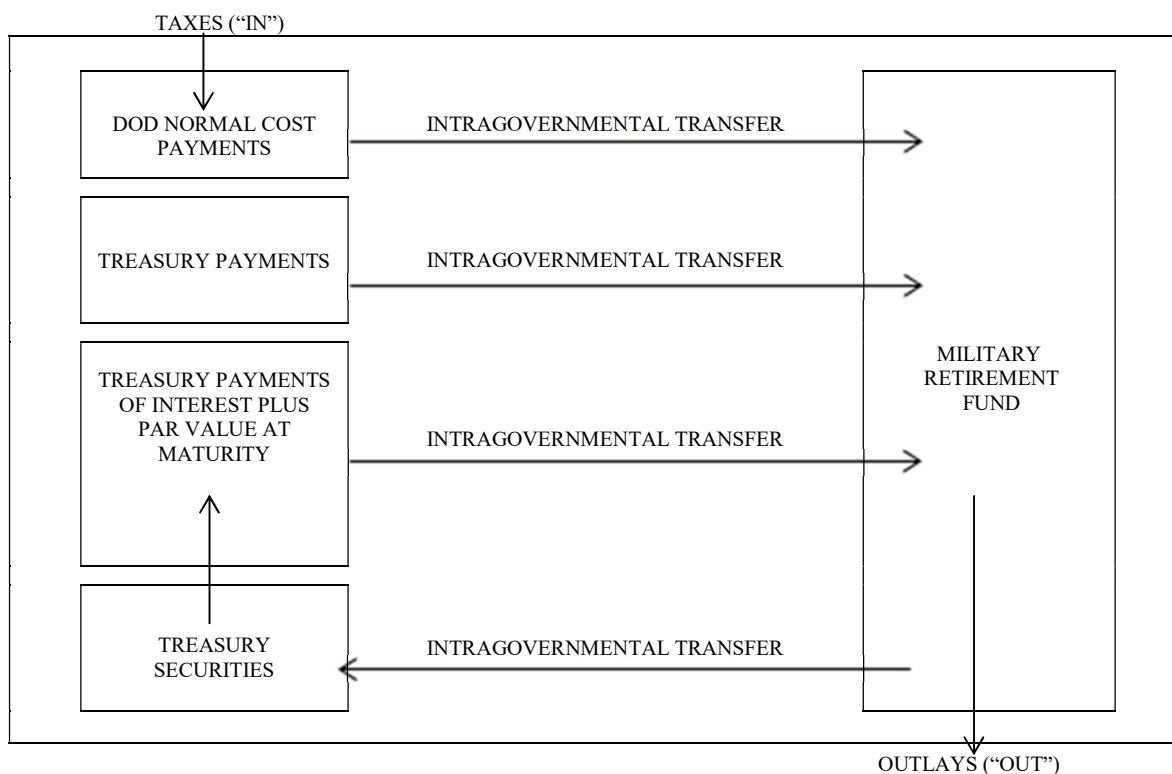 TAXES (“IN”)
DOD NORMAL COST
PAYMENTS
INTRAGOVERNMENTAL TRANSFER
TREASURY PAYMENTS
INTRAGOVERNMENTAL TRANSFER
TREASURY PAYMENTS
OF INTEREST PLUS
PAR VALUE AT
MATURITY
INTRAGOVERNMENTAL TRANSFER
MILITARY
RETIREMENT
FUND
TREASURY
SECURITIES
INTRAGOVERNMENTAL TRANSFER
OUTLAYS (“OUT”)